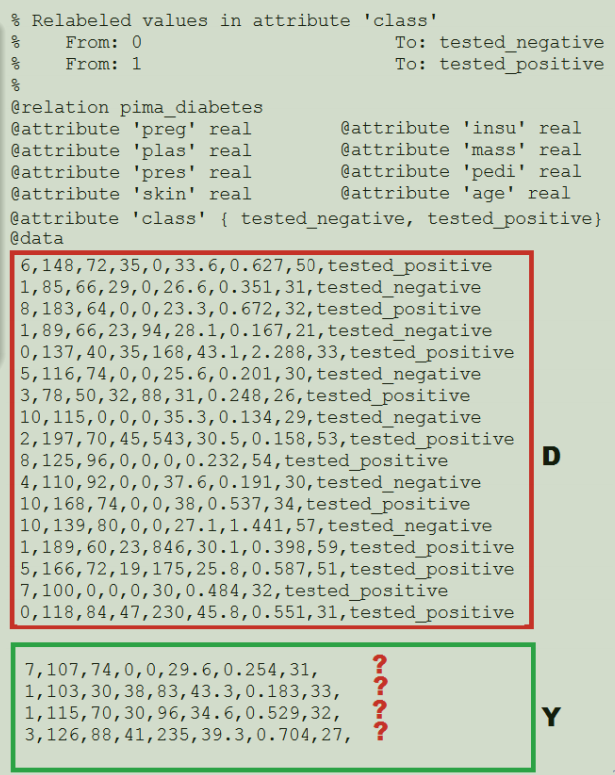 % Relabeled values in attribute 'class'
%    From: 0                       To: tested_negative
%    From: 1                       To: tested_positive
%
@relation pima_diabetes
@attribute 'preg' real        @attribute 'insu' real
@attribute 'plas' real        @attribute 'mass' real
@attribute 'pres' real        @attribute 'pedi' real
@attribute 'skin' real        @attribute 'age' real
@attribute 'class' { tested_negative, tested_positive}
@data
6,148,72,35,0,33.6,0.627,50,tested_positive
1,85,66,29,0,26.6,0.351,31,tested_negative
8,183,64,0,0,23.3,0.672,32,tested_positive
1,89,66,23,94,28.1,0.167,21,tested_negative
0,137,40,35,168,43.1,2.288,33,tested_positive
5,116,74,0,0,25.6,0.201,30,tested_negative
3,78,50,32,88,31,0.248,26,tested_positive
10,115,0,0,0,35.3,0.134,29,tested_negative
2,197,70,45,543,30.5,0.158,53,tested_positive
8,125,96,0,0,0,0.232,54,tested_positive
4,110,92,0,0,37.6,0.191,30,tested_negative
10,168,74,0,0,38,0.537,34,tested_positive
10,139,80,0,0,27.1,1.441,57,tested_negative
1,189,60,23,846,30.1,0.398,59,tested_positive
5,166,72,19,175,25.8,0.587,51,tested_positive
7,100,0,0,0,30,0.484,32,tested_positive
0,118,84,47,230,45.8,0.551,31,tested_positive
D
7,107,74,0,0,29.6,0.254,31, ?
1,103,30,38,83,43.3,0.183,33, ?
1,115,70,30,96,34.6,0.529,32, ?
3,126,88,41,235,39.3,0.704,27, ?
Y